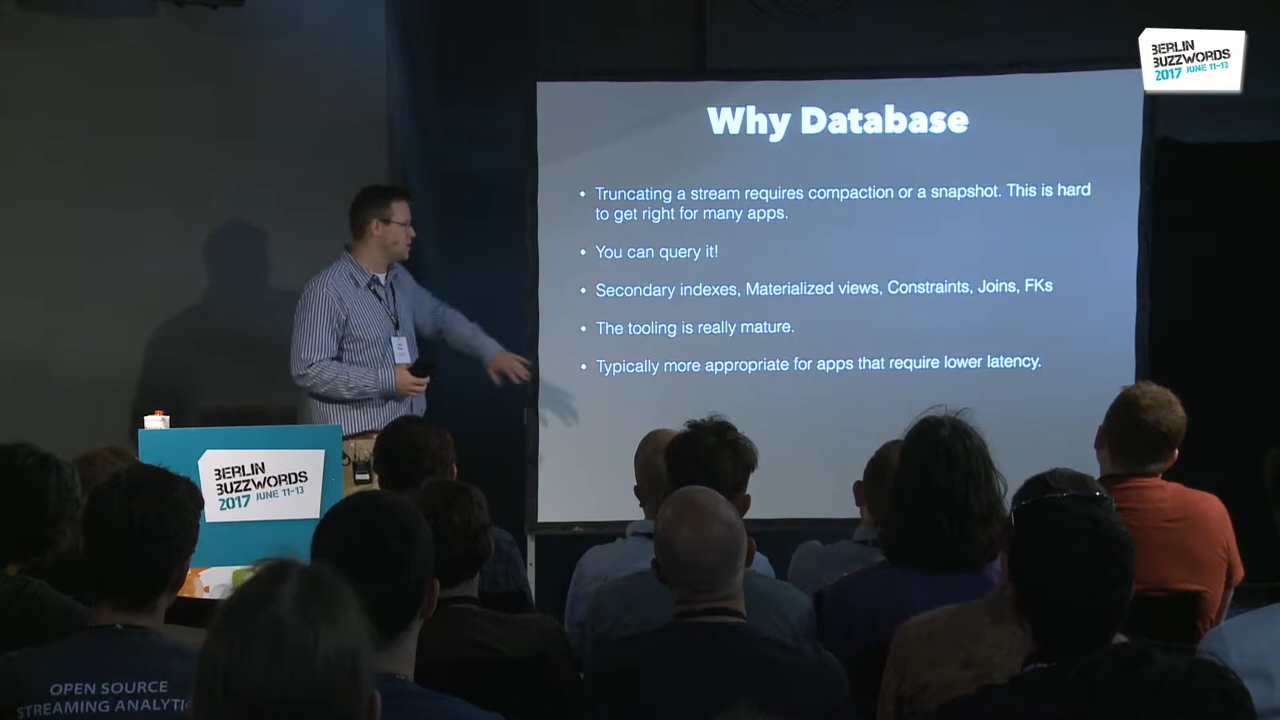 BERLIN
BUZZWORDS
2017 JUNE 11-13
Why Database
• Truncating a stream requires compaction or a snapshot. This is hard
to get right for many apps.
• You can query it!
• Secondary indexes, Materialized views, Constraints, Joins, FKs
• The tooling is really mature.
• Typically more appropriate for apps that require lower latency.
BERLIN
BUZZWORDS
2017 JUNE 11-13
OPEN SOURCE
STREAMING ANALYTI